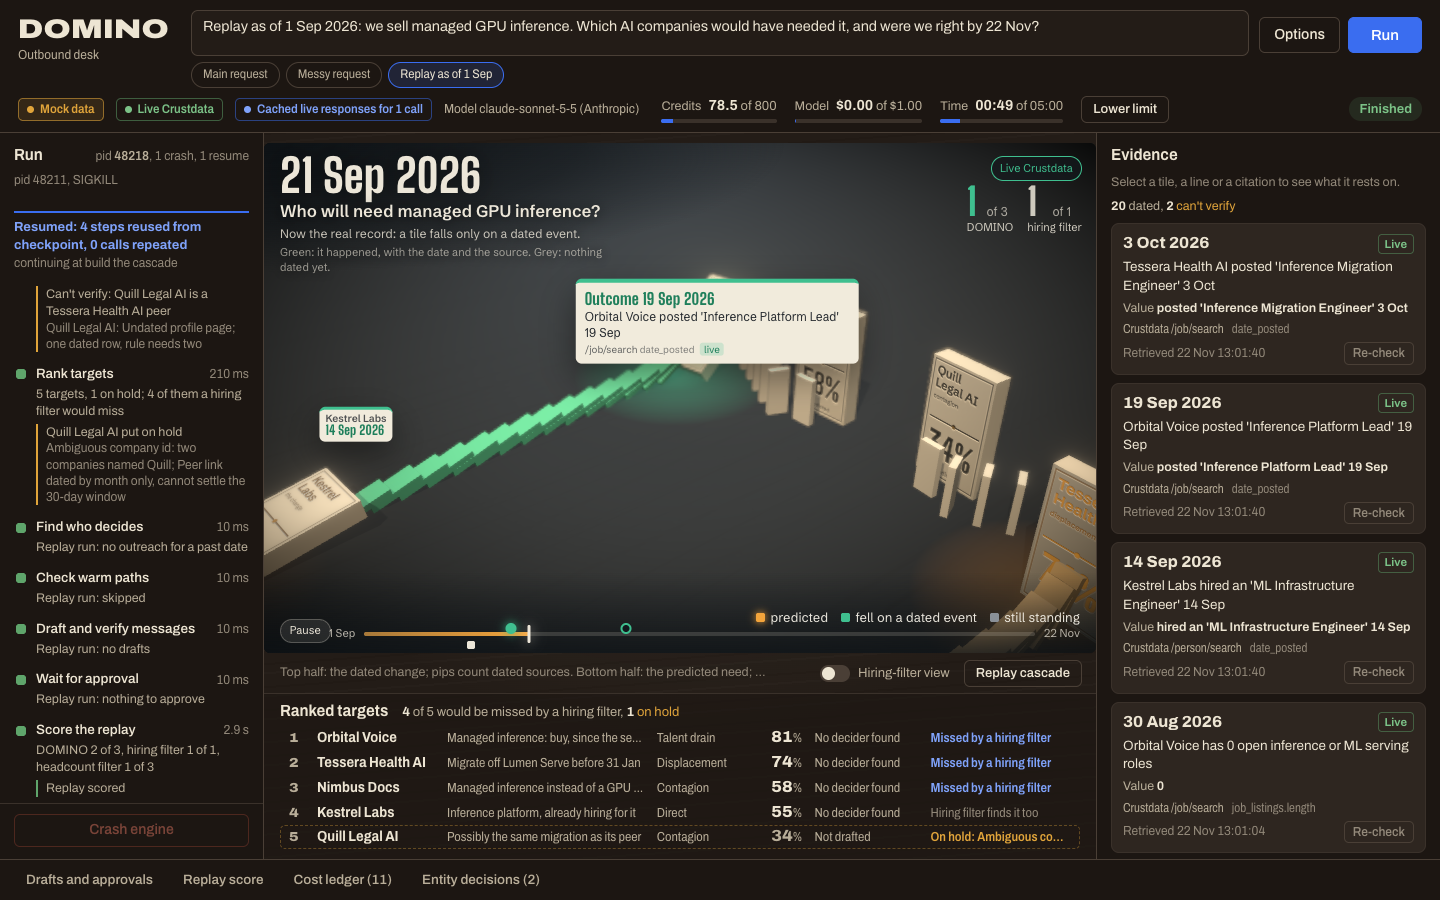 DOMINO
Outbound desk
Replay as of 1 Sep 2026: we sell managed GPU inference. Which AI companies would have needed it, and were we right by 22 Nov?
Options
Run
Main request
Messy request
Replay as of 1 Sep
Mock data
Live Crustdata
Cached live responses for 1 call
Model claude-sonnet-5-5 (Anthropic)
Credits 78.5 of 800
Model $0.00 of $1.00
Time 00:49 of 05:00
Lower limit
Finished
Run
pid 48218, 1 crash, 1 resume
pid 48211, SIGKILL
Resumed: 4 steps reused from
checkpoint, 0 calls repeated
continuing at build the cascade
Can't verify: Quill Legal AI is a
Tessera Health AI peer
Quill Legal AI: Undated profile page;
one dated row, rule needs two
Rank targets 210 ms
5 targets, 1 on hold; 4 of them a hiring
filter would miss
Quill Legal AI put on hold
Ambiguous company id: two
companies named Quill; Peer link
dated by month only, cannot settle the
30-day window
Find who decides 10 ms
Replay run: no outreach for a past date
Check warm paths 10 ms
Replay run: skipped
Draft and verify messages 10 ms
Replay run: no drafts
Wait for approval 10 ms
Replay run: nothing to approve
Score the replay 2.9 s
DOMINO 2 of 3, hiring filter 1 of 1,
headcount filter 1 of 3
Replay scored
Crash engine
21 Sep 2026
Who will need managed GPU inference?
Now the real record: a tile falls only on a dated event.
Green: it happened, with the date and the source. Grey: nothing
dated yet.
Live Crustdata
1 of 3
DOMINO
1 of 1
hiring filter
Outcome 19 Sep 2026
Orbital Voice posted 'Inference Platform Lead'
19 Sep
/job/search date_posted live
Kestrel Labs
14 Sep 2026
Kestrel
Labs
58%
Quill
Legal AI
contagion
74%
Tessera
Health
predicted
fell on a dated event
still standing
Pause
1 Sep
22 Nov
Top half: the dated change; pips count dated sources. Bottom half: the predicted need; ...
Hiring-filter view
Replay cascade
Ranked targets 4 of 5 would be missed by a hiring filter, 1 on hold
1 Orbital Voice Managed inference: buy, since the se... Talent drain 81% No decider found Missed by a hiring filter
2 Tessera Health AI Migrate off Lumen Serve before 31 Jan Displacement 74% No decider found Missed by a hiring filter
3 Nimbus Docs Managed inference instead of a GPU ... Contagion 58% No decider found Missed by a hiring filter
4 Kestrel Labs Inference platform, already hiring for it Direct 55% No decider found Hiring filter finds it too
5 Quill Legal AI Possibly the same migration as its peer Contagion 34% Not drafted On hold: Ambiguous co...
Evidence
Select a tile, a line or a citation to see what it rests on.
20 dated, 2 can't verify
3 Oct 2026 Live
Tessera Health AI posted 'Inference Migration
Engineer' 3 Oct
Value posted 'Inference Migration Engineer' 3 Oct
Crustdata /job/search date_posted
Retrieved 22 Nov 13:01:40 Re-check
19 Sep 2026 Live
Orbital Voice posted 'Inference Platform Lead' 19
Sep
Value posted 'Inference Platform Lead' 19 Sep
Crustdata /job/search date_posted
Retrieved 22 Nov 13:01:40 Re-check
14 Sep 2026 Live
Kestrel Labs hired an 'ML Infrastructure
Engineer' 14 Sep
Value hired an 'ML Infrastructure Engineer' 14 Sep
Crustdata /person/search date_posted
Retrieved 22 Nov 13:01:40 Re-check
30 Aug 2026 Live
Orbital Voice has 0 open inference or ML serving
roles
Value 0
Crustdata /job/search job_listings.length
Retrieved 22 Nov 13:01:04 Re-check
Drafts and approvals
Replay score
Cost ledger (11)
Entity decisions (2)